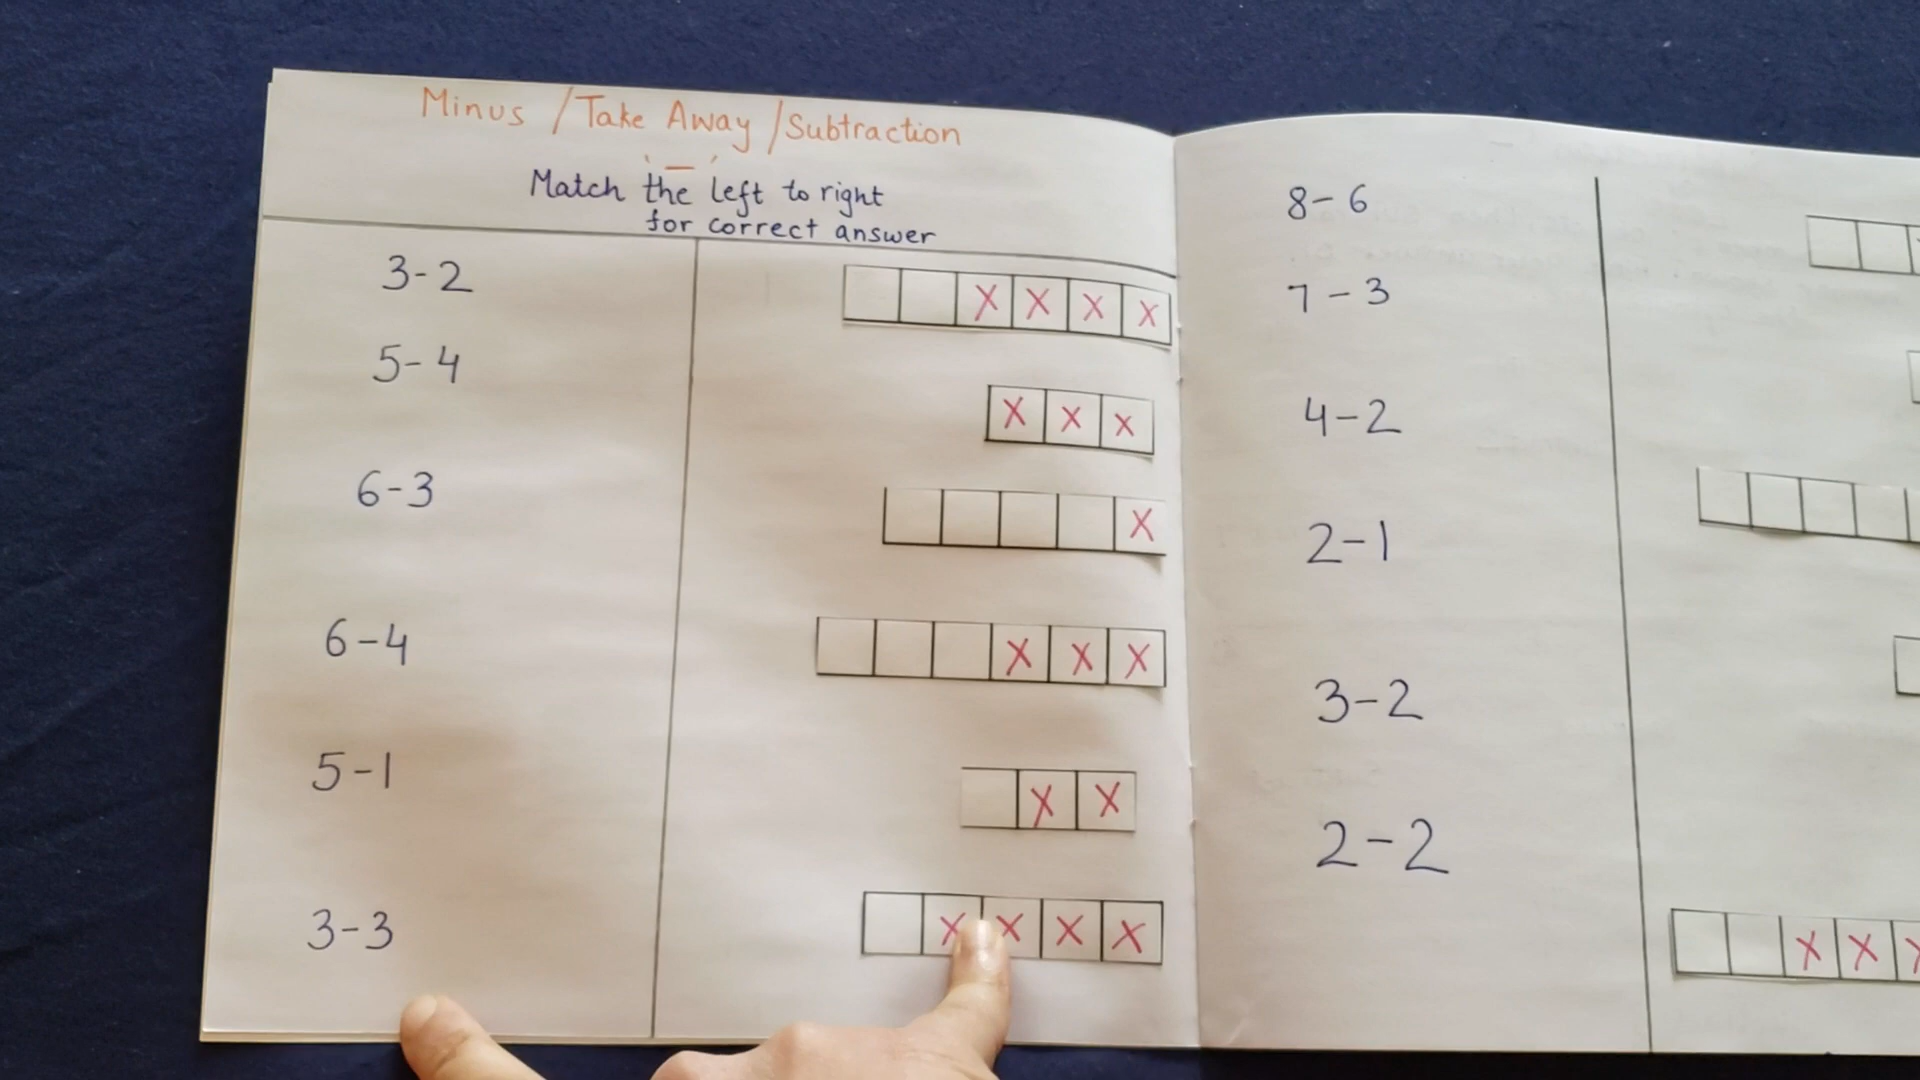 Minus / Take Away / Subtraction
' – '
Match the left to right
for correct answer
3-2
X X X X
5-4
X X X
6-3
X
6-4
X X X
5-1
X X
3-3
X X X X
8-6
7-3
4-2
2-1
3-2
2-2
X X X